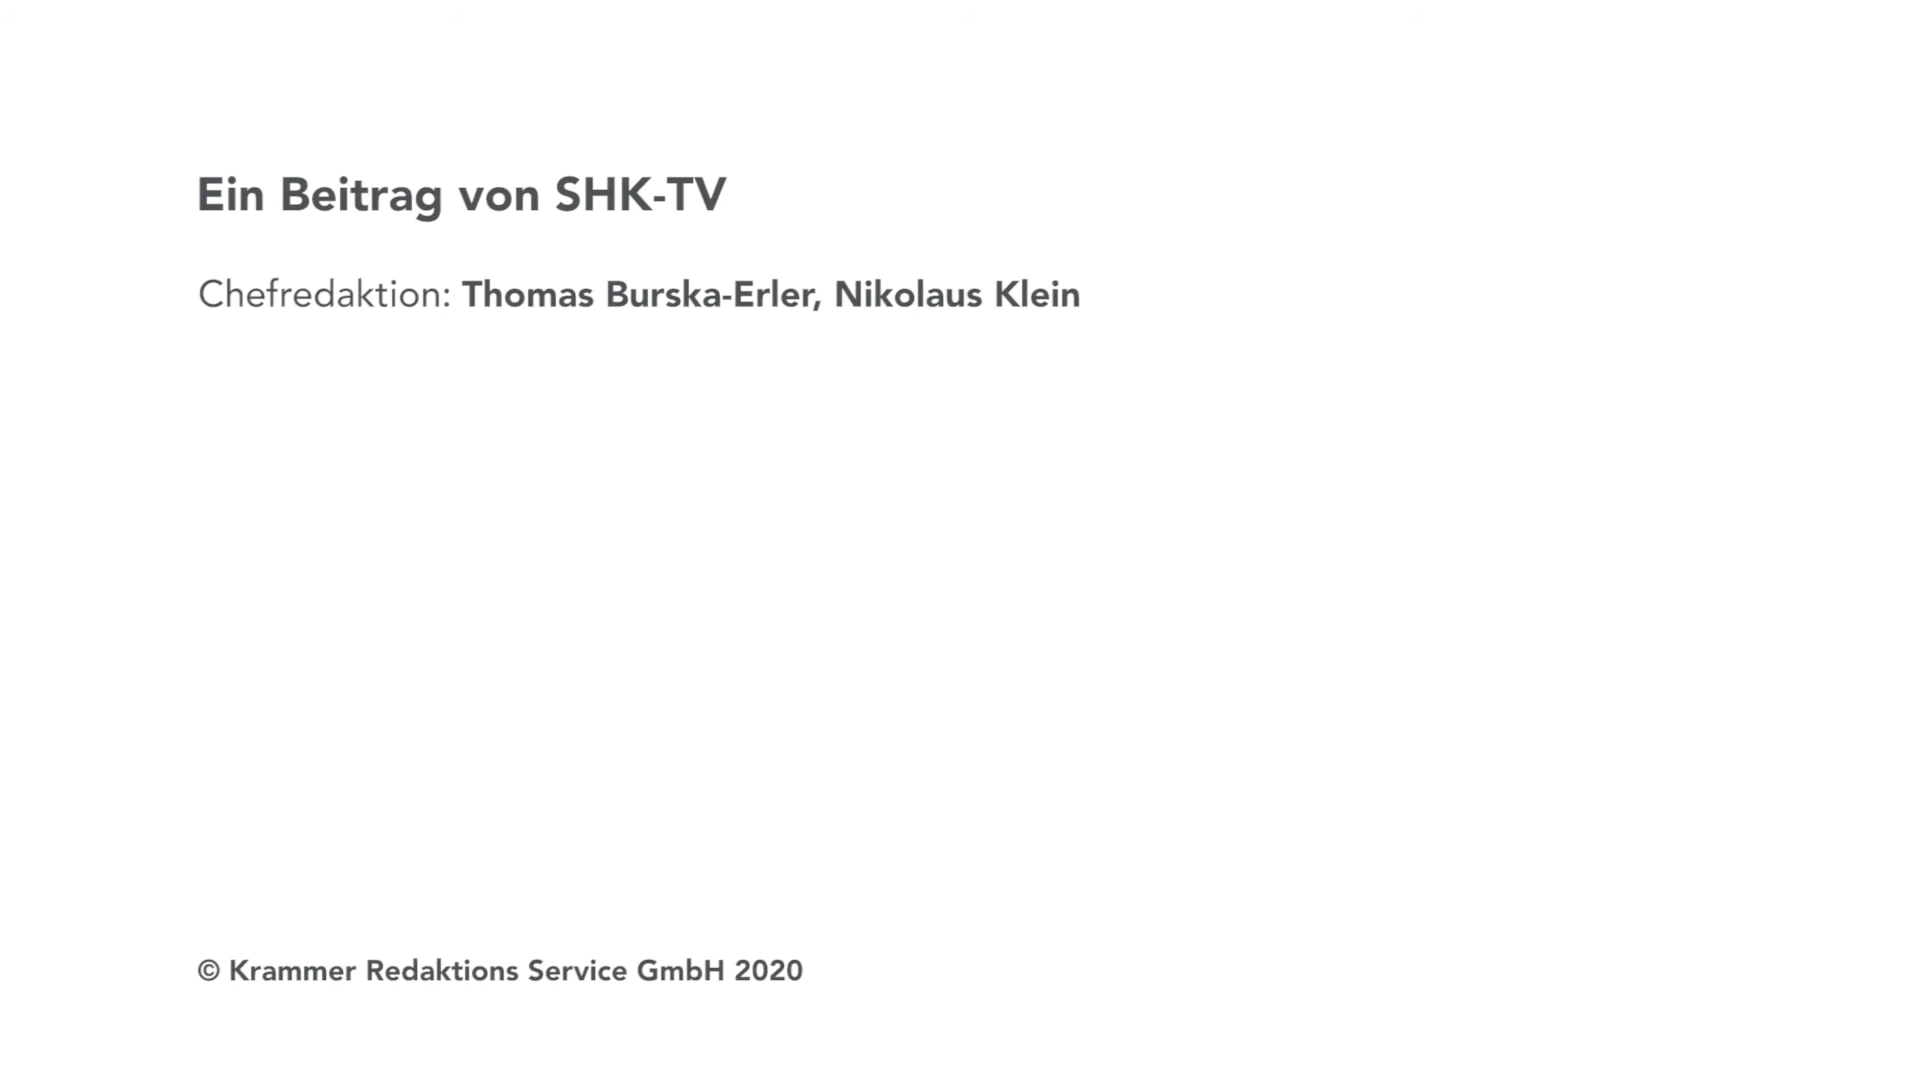 Ein Beitrag von SHK-TV
Chefredaktion: Thomas Burska-Erler, Nikolaus Klein
© Krammer Redaktions Service GmbH 2020